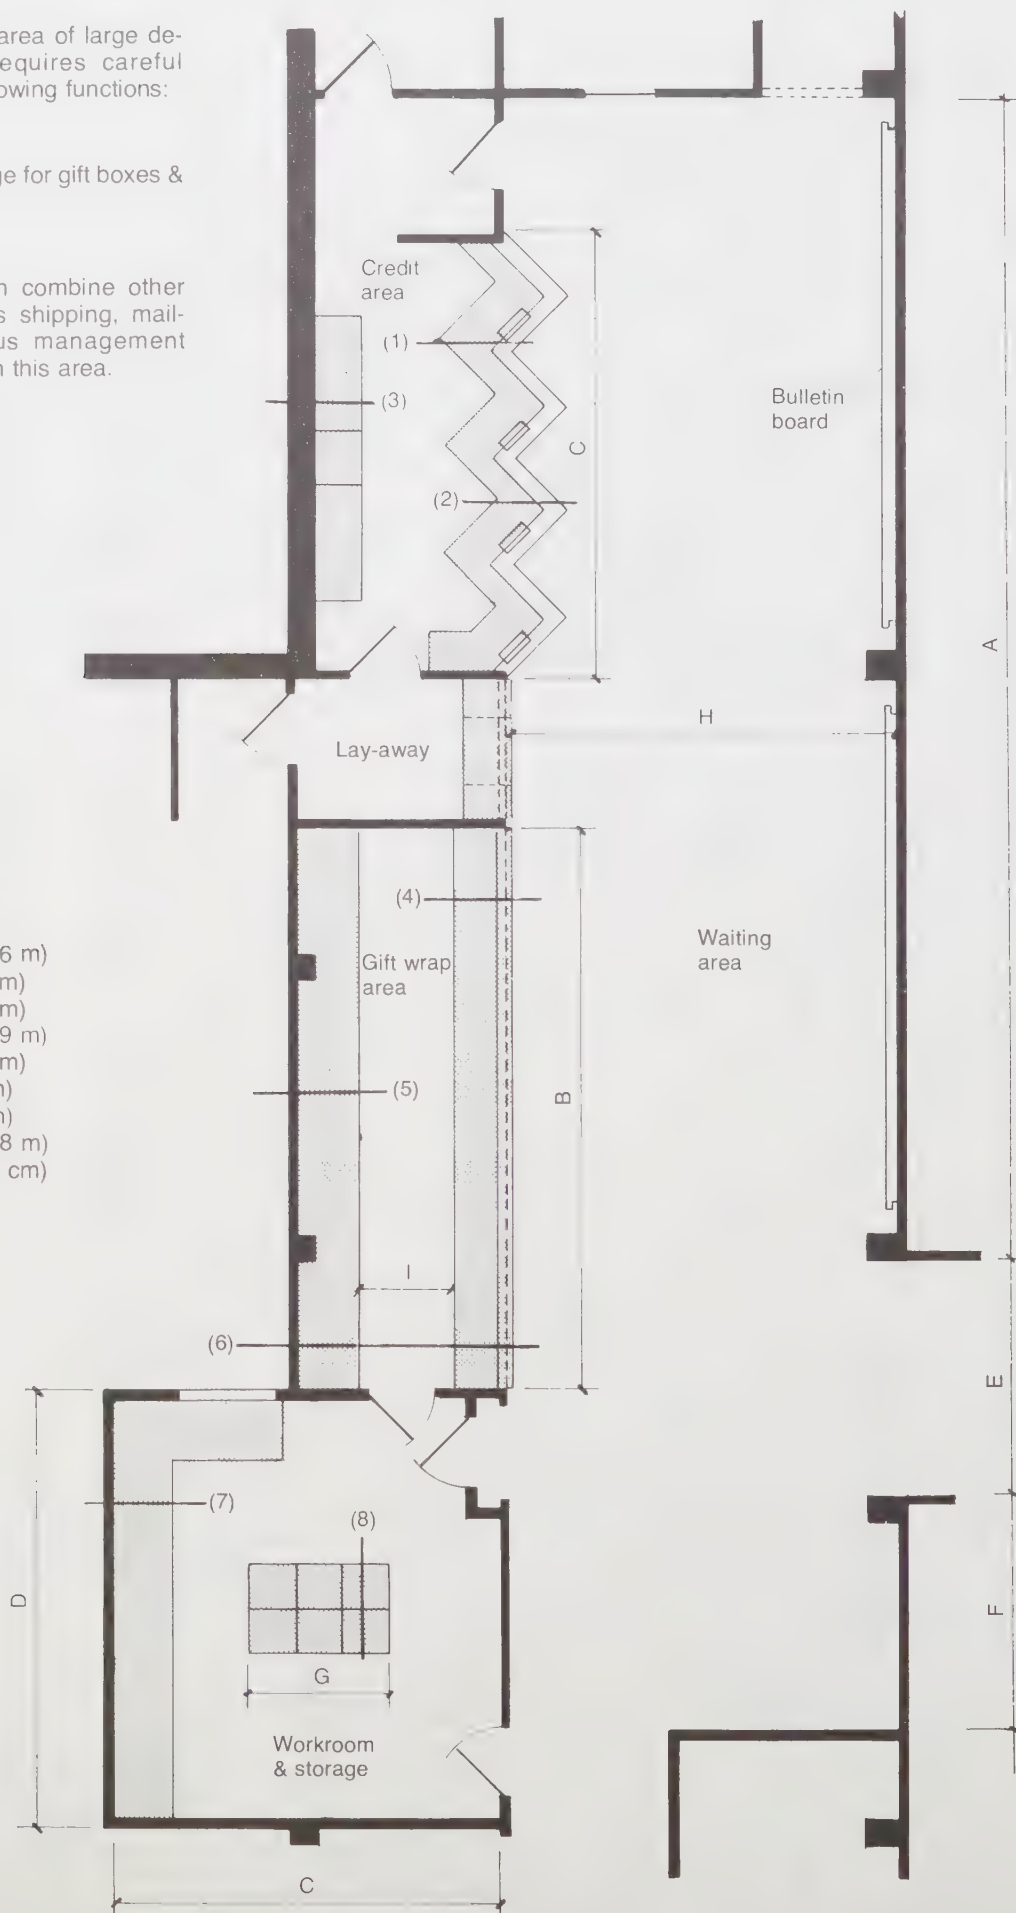 area of large de-
equires careful
owing functions:
ge for gift boxes &
n combine other
s shipping, mail-
us management
n this area.
6 m)
m)
m)
9 m)
m)
m)
8 m)
cm)
Credit
area
(1)
(3)
(2)
C
Bulletin
board
A
H
Lay-away
(4)
Gift wrap
area
Waiting
area
(5)
B
I
(6)
E
(7)
(8)
D
G
F
Workroom
& storage
C